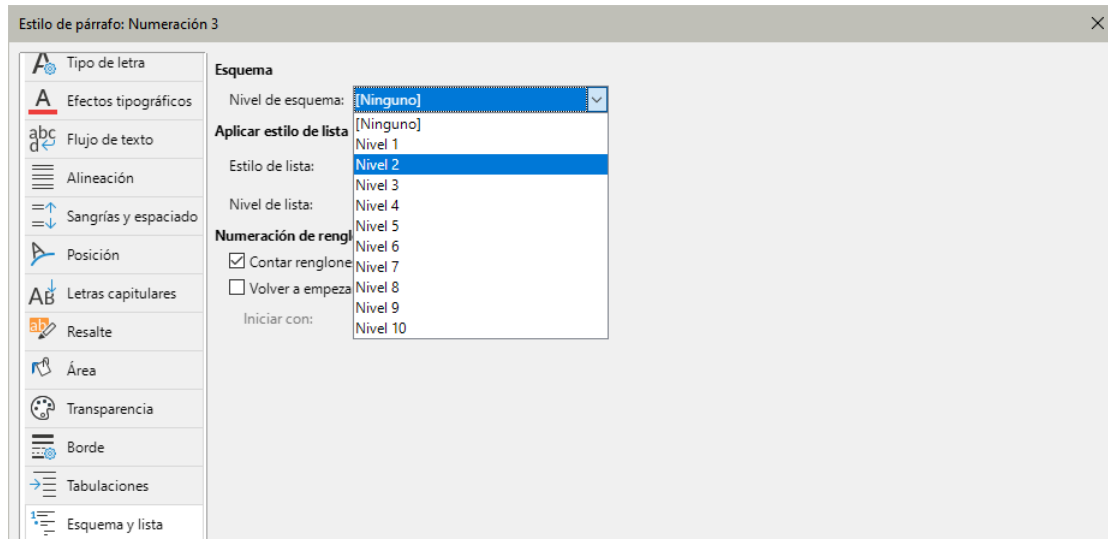 Estilo de párrafo: Numeración 3
Tipo de letra
Efectos tipográficos
Flujo de texto
Alineación
Sangrías y espaciado
Posición
Letras capitulares
Resalte
Área
Transparencia
Borde
Tabulaciones
Esquema y lista
Esquema
Nivel de esquema: [Ninguno]
[Ninguno]
Nivel 1
Nivel 2
Nivel 3
Nivel 4
Nivel 5
Nivel 6
Nivel 7
Nivel 8
Nivel 9
Nivel 10
Aplicar estilo de lista
Estilo de lista:
Nivel de lista:
Numeración de rengl
Contar renglone
Volver a empeza
Iniciar con: